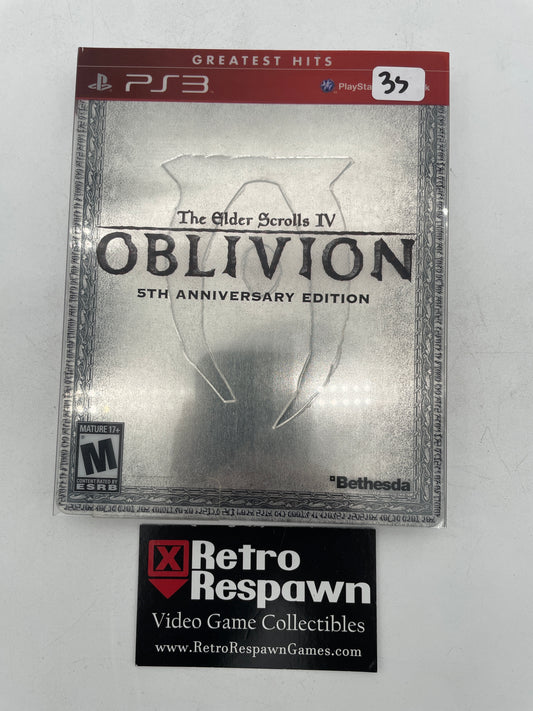 GREATEST HITS
PS3
PlaySta k
35
The Elder Scrolls IV
OBLIVION
5TH ANNIVERSARY EDITION
MATURE 17+
M
CONTENT RATED BY
ESRB
Bethesda
Retro
Respawn
Video Game Collectibles
www.RetroRespawnGames.com